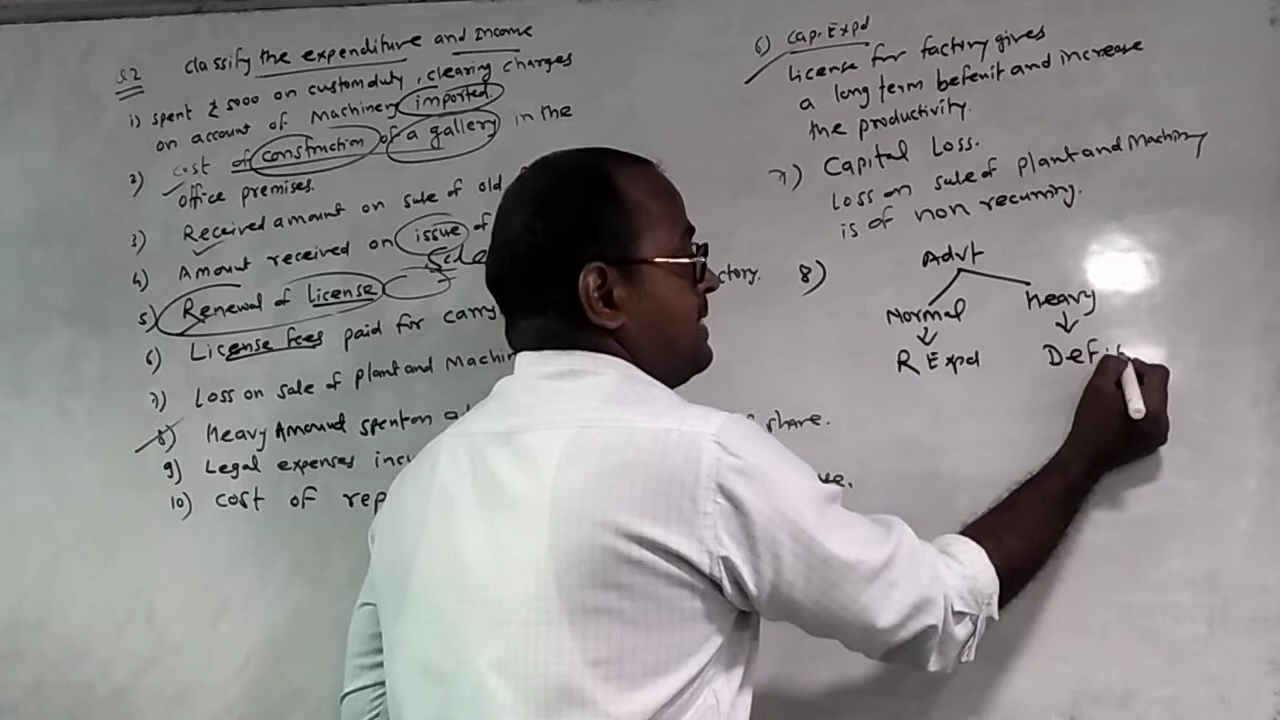 S2 classify the expenditure and Income
1) spent ₹ 5000 on custom duty, clearing charges
on account of Machinery imported.
2) cost of construction of a gallery in the
office premises.
3) Received amount on sale of old
4) Amount received on issue of
5) Renewal of License
6) License fees paid for carry
ctory.
7) Loss on sale of plant and Machin
8) Heavy Amount spent on a
share.
9) Legal expenses incu
ue.
10) cost of rep
6) Cap. Expd
License for factory gives
a long term befenit and increase
the productivity.
7) Capital Loss.
Loss on sale of plant and Machinery
is of non recurring.
8) Advt
Normal Heavy
R Expd Def